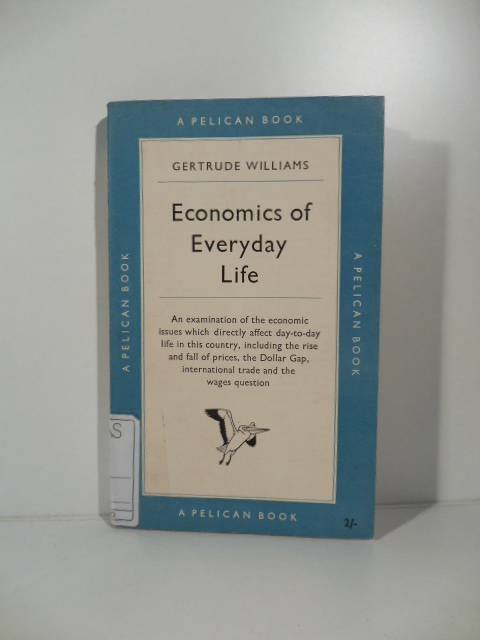 A PELICAN BOOK
GERTRUDE WILLIAMS
Economics of
Everyday
Life
An examination of the economic
issues which directly affect day-to-day
life in this country, including the rise
and fall of prices, the Dollar Gap,
international trade and the
wages question
A PELICAN BOOK
A PELICAN BOOK
A PELICAN BOOK
2/-
AS